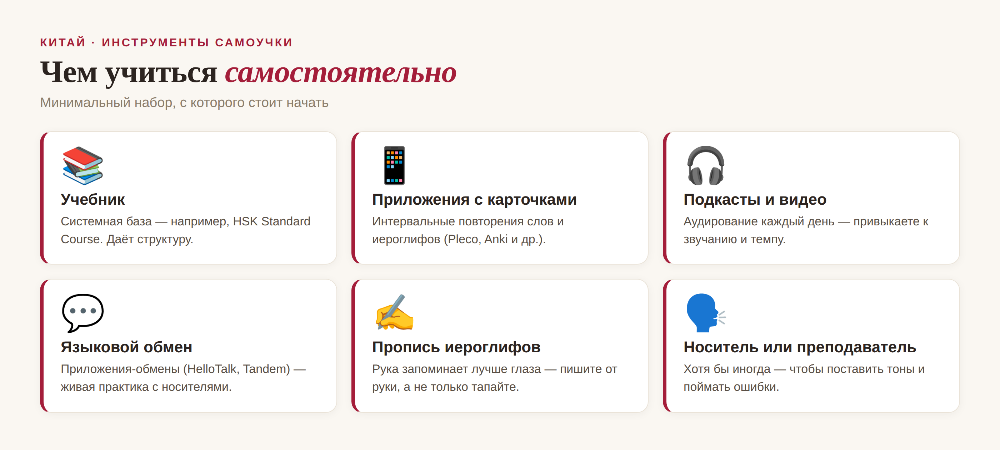 КИТАЙ · ИНСТРУМЕНТЫ САМОУЧКИ
Чем учиться самостоятельно
Минимальный набор, с которого стоит начать
Учебник
Системная база — например, HSK Standard
Course. Даёт структуру.
Приложения с карточками
Интервальные повторения слов и
иероглифов (Pleco, Anki и др.).
Подкасты и видео
Аудирование каждый день — привыкаете к
звучанию и темпу.
Языковой обмен
Приложения-обмены (HelloTalk, Tandem) —
живая практика с носителями.
Пропись иероглифов
Рука запоминает лучше глаза — пишите от
руки, а не только тапайте.
Носитель или преподаватель
Хотя бы иногда — чтобы поставить тоны и
поймать ошибки.